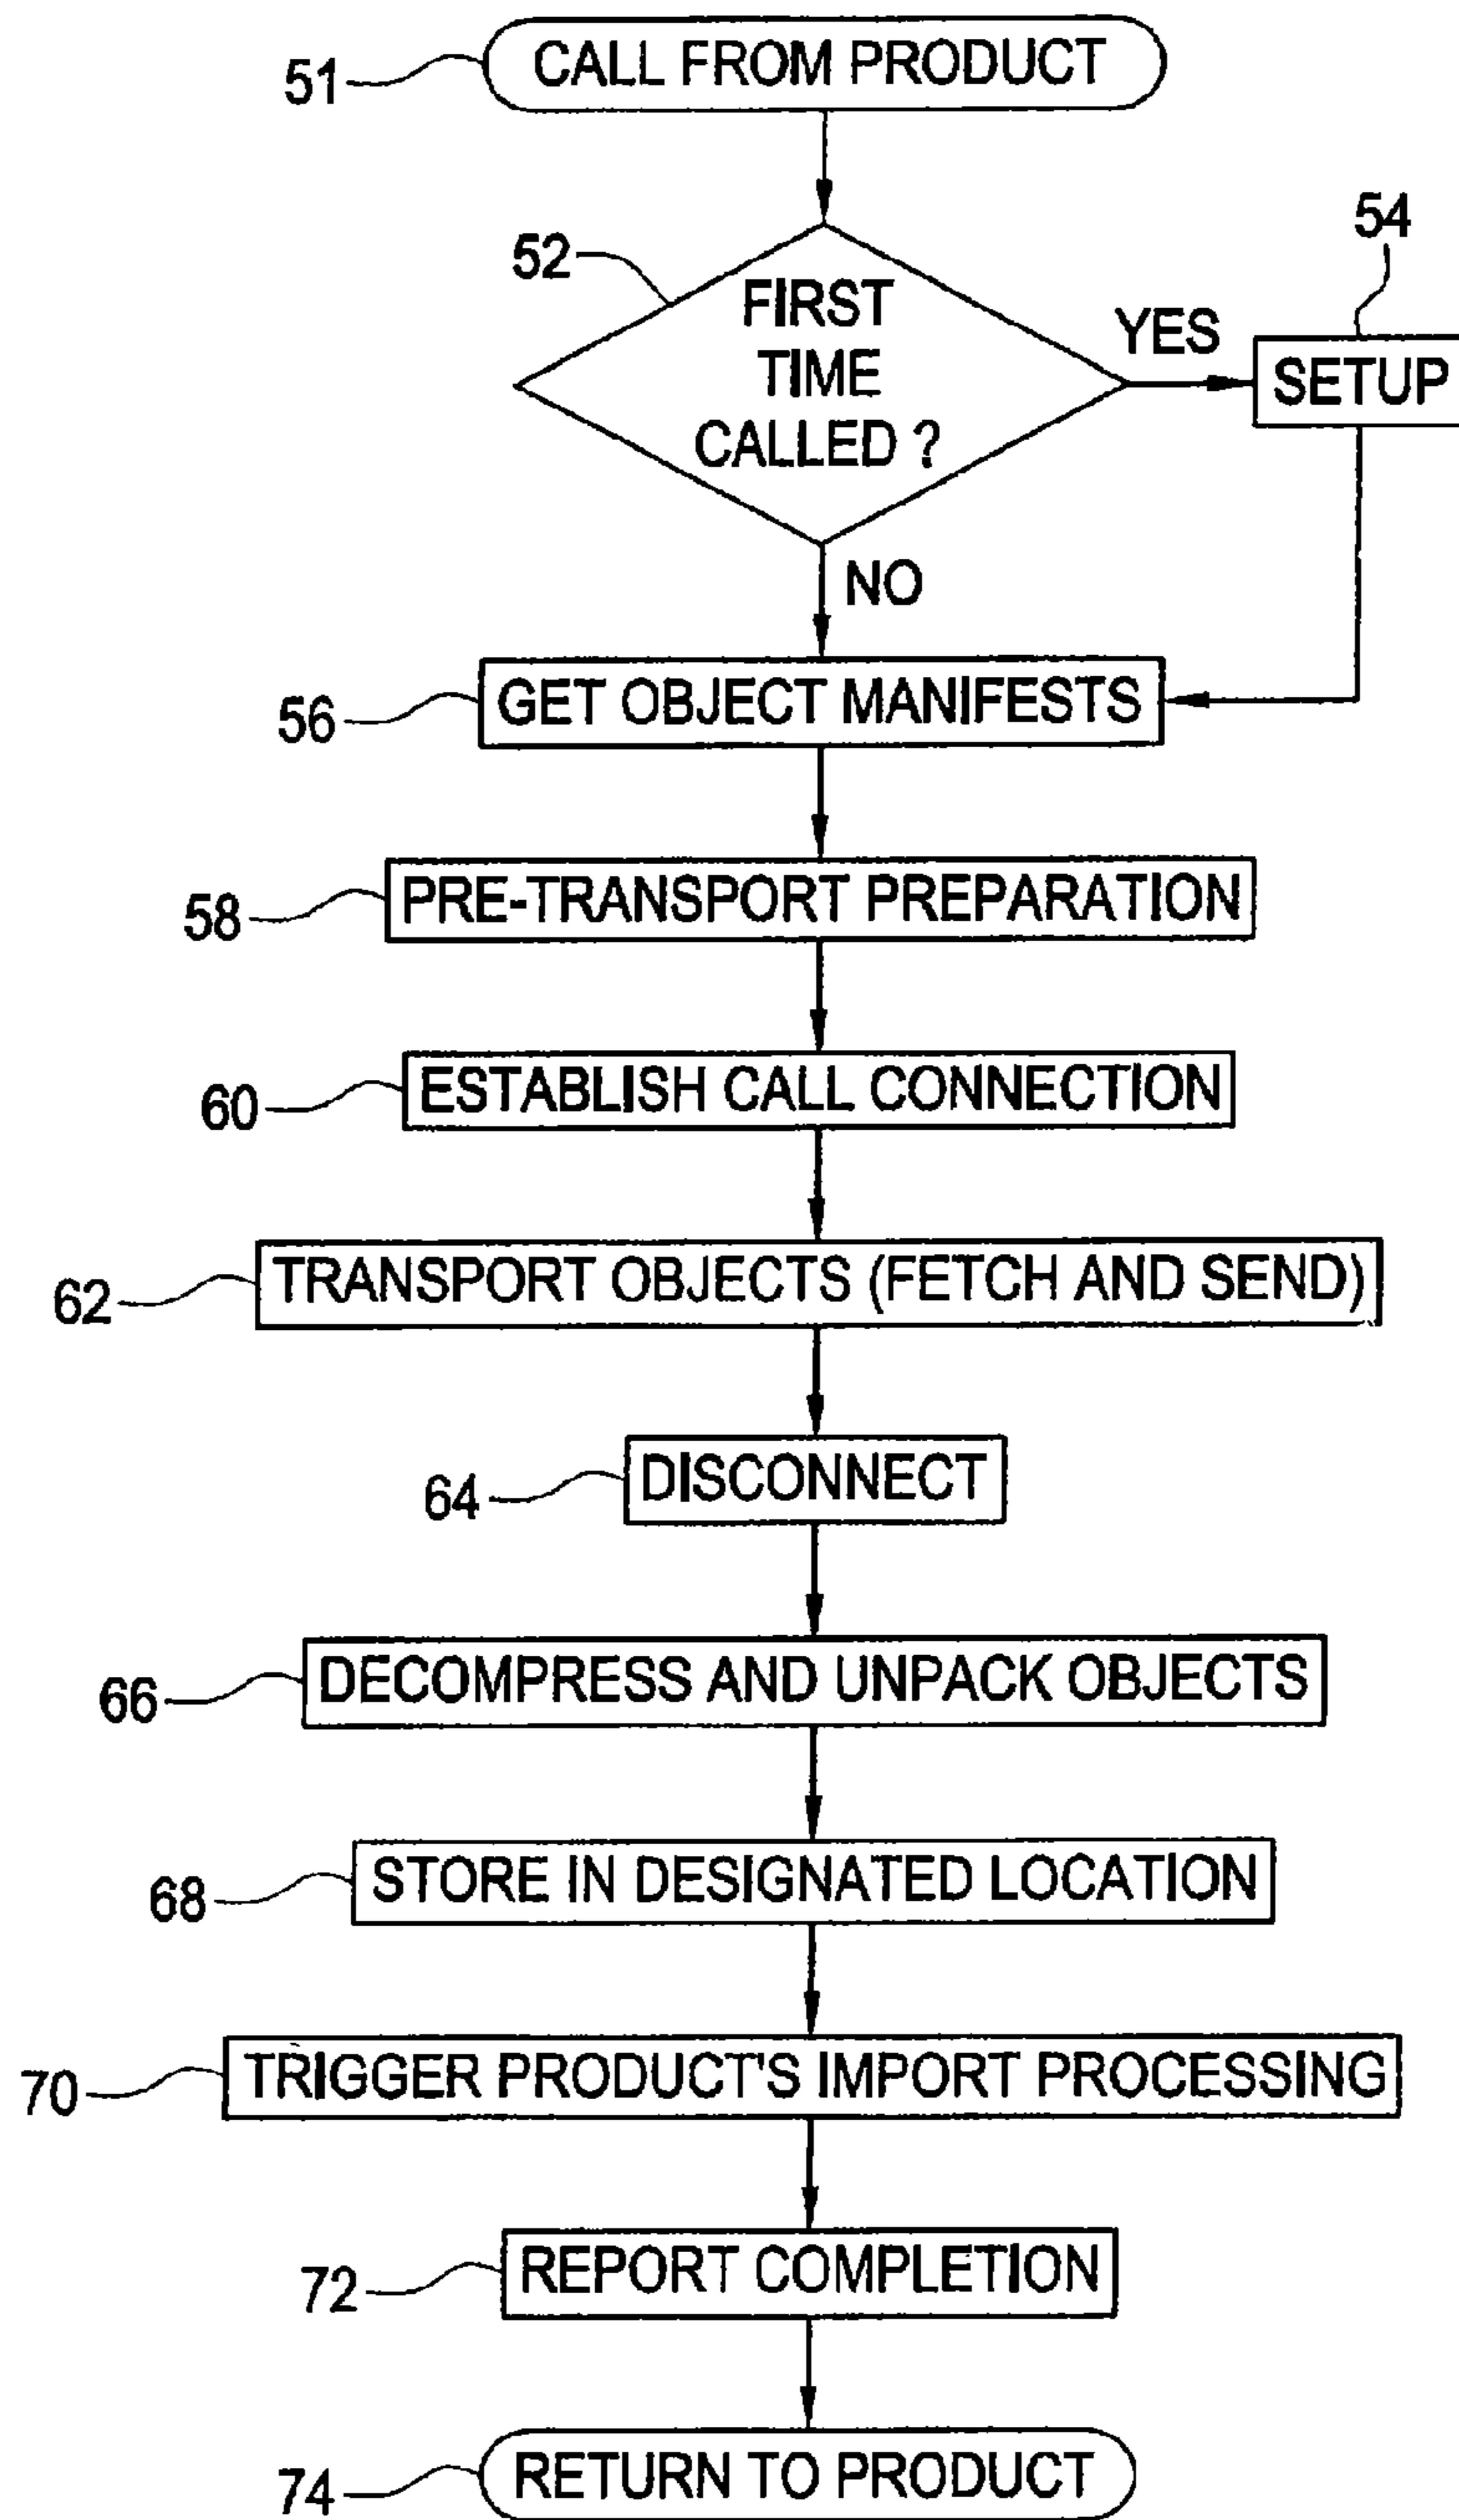 51
CALL FROM PRODUCT
52
FIRST
TIME
CALLED ?
YES
54
SETUP
NO
56
GET OBJECT MANIFESTS
58
PRE-TRANSPORT PREPARATION
60
ESTABLISH CALL CONNECTION
62
TRANSPORT OBJECTS (FETCH AND SEND)
64
DISCONNECT
66
DECOMPRESS AND UNPACK OBJECTS
68
STORE IN DESIGNATED LOCATION
70
TRIGGER PRODUCT'S IMPORT PROCESSING
72
REPORT COMPLETION
74
RETURN TO PRODUCT